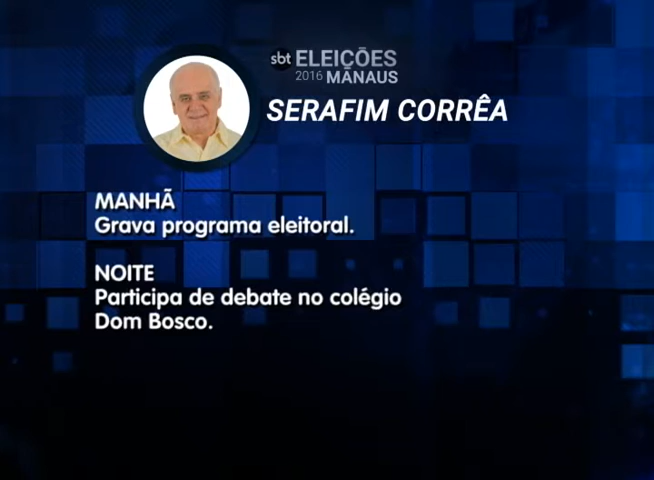 sbt ELEIÇÕES
2016 MANAUS
SERAFIM CORRÊA
MANHÃ
Grava programa eleitoral.
NOITE
Participa de debate no colégio
Dom Bosco.